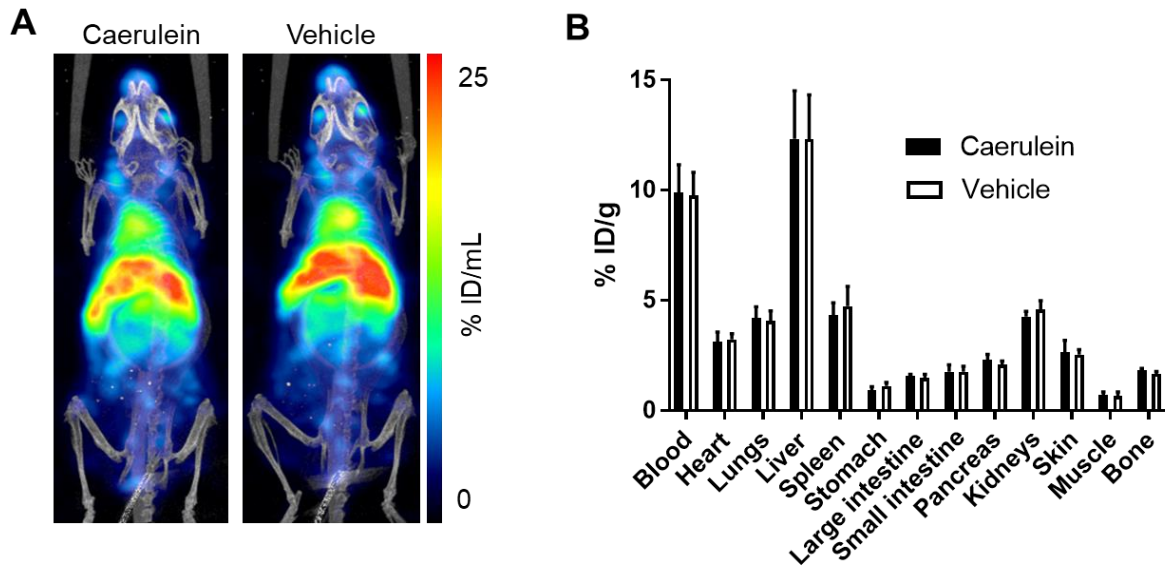 A
Caerulein
Vehicle
25
% ID/mL
0
B
15
10
5
0
% ID/g
Caerulein
Vehicle
Blood
Heart
Lungs
Liver
Spleen
Stomach
Large intestine
Small intestine
Pancreas
Kidneys
Skin
Muscle
Bone